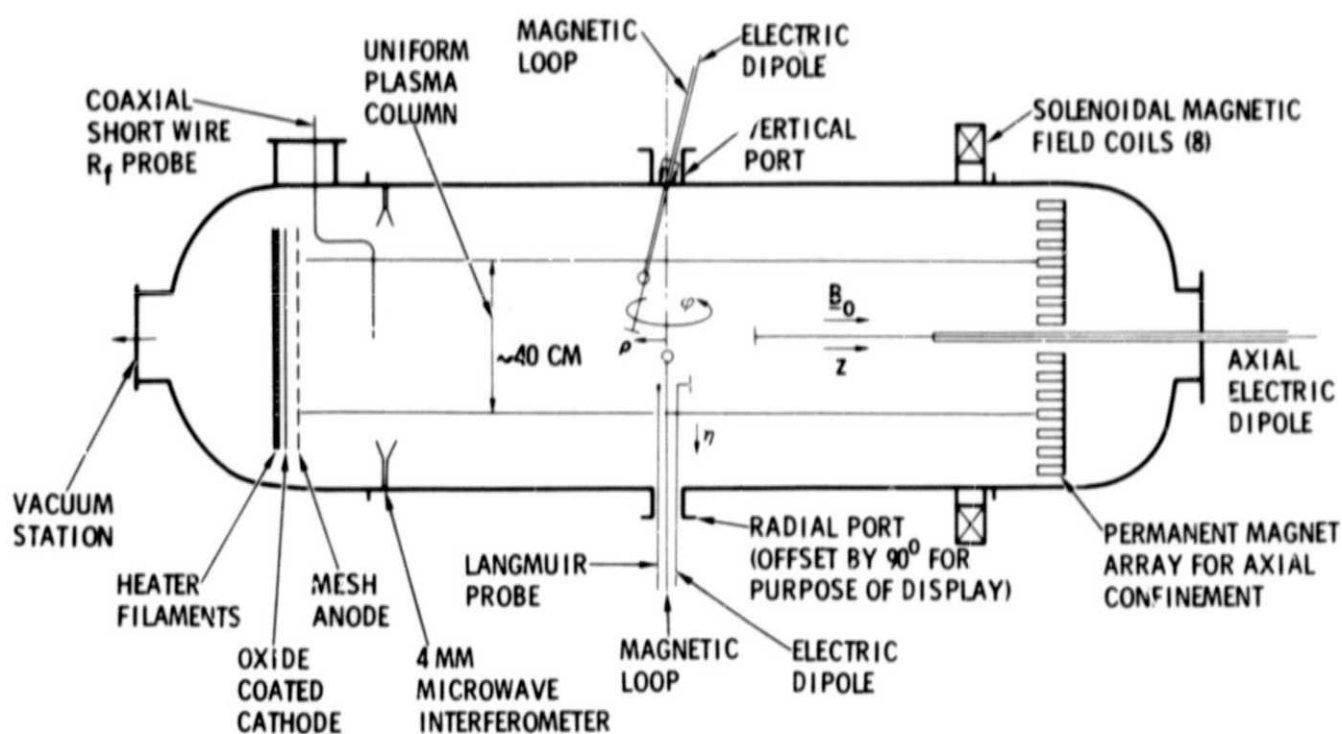 MAGNETIC
LOOP
ELECTRIC
DIPOLE
UNIFORM
PLASMA
COLUMN
COAXIAL
SHORT WIRE
Rf PROBE
VERTICAL
PORT
SOLENOIDAL MAGNETIC
FIELD COILS (8)
φ
B0
ρ
Z
~40 CM
η
AXIAL
ELECTRIC
DIPOLE
VACUUM
STATION
HEATER
FILAMENTS
MESH
ANODE
LANGMUIR
PROBE
RADIAL PORT
(OFFSET BY 90⁰ FOR
PURPOSE OF DISPLAY)
PERMANENT MAGNET
ARRAY FOR AXIAL
CONFINEMENT
OXIDE
COATED
CATHODE
4 MM
MICROWAVE
INTERFEROMETER
MAGNETIC
LOOP
ELECTRIC
DIPOLE